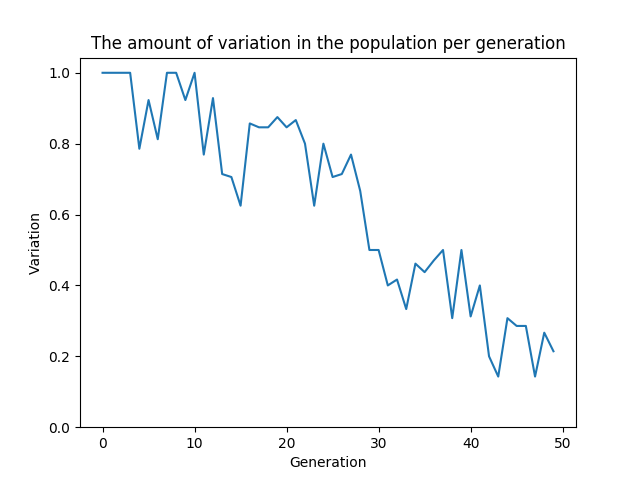 The amount of variation in the population per generation
1.0
0.8
0.6
0.4
0.2
0.0
Variation
0 10 20 30 40 50
Generation